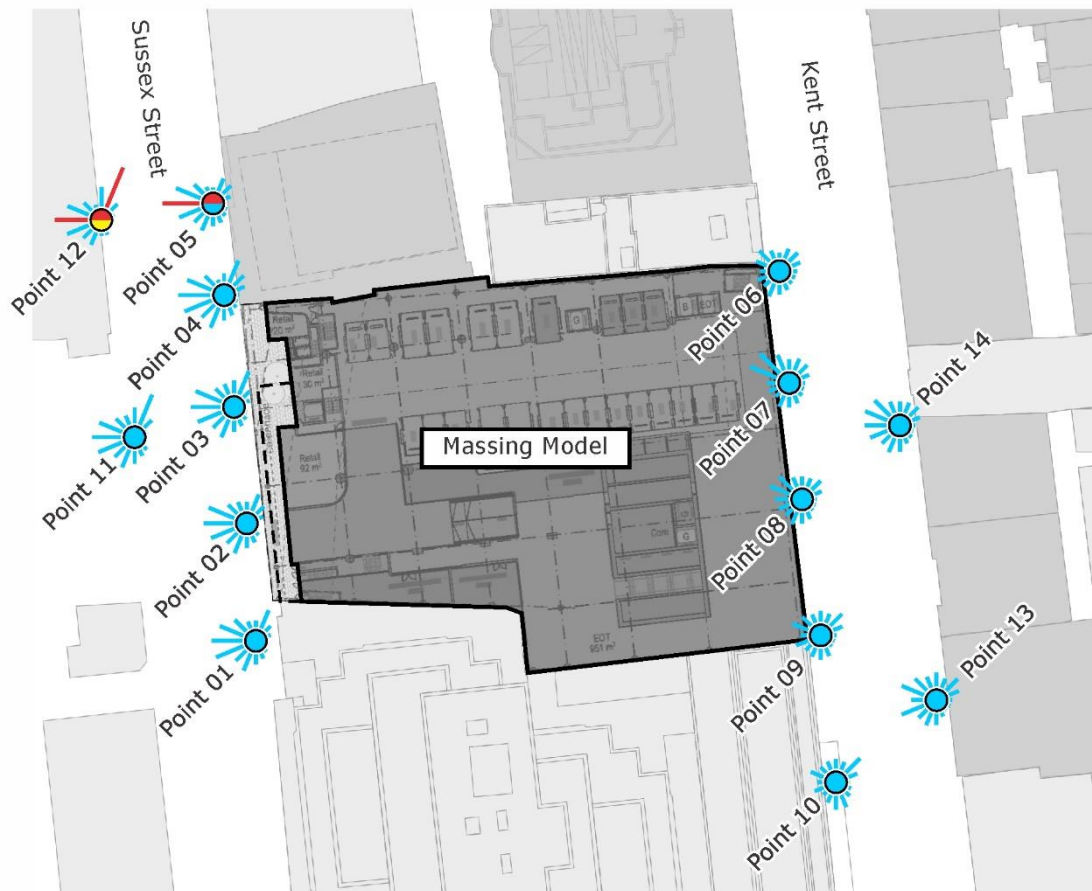 Sussex Street
Kent Street
Point 12
Point 05
Point 04
Point 06
Point 14
Point 11
Point 03
Point 07
Massing Model
Point 02
Point 08
Point 01
Point 09
Point 13
Point 10
Retail
Retail
30 m²
Retail
92 m²
G
B
EOT
Core
G
G
EOT
951 m²